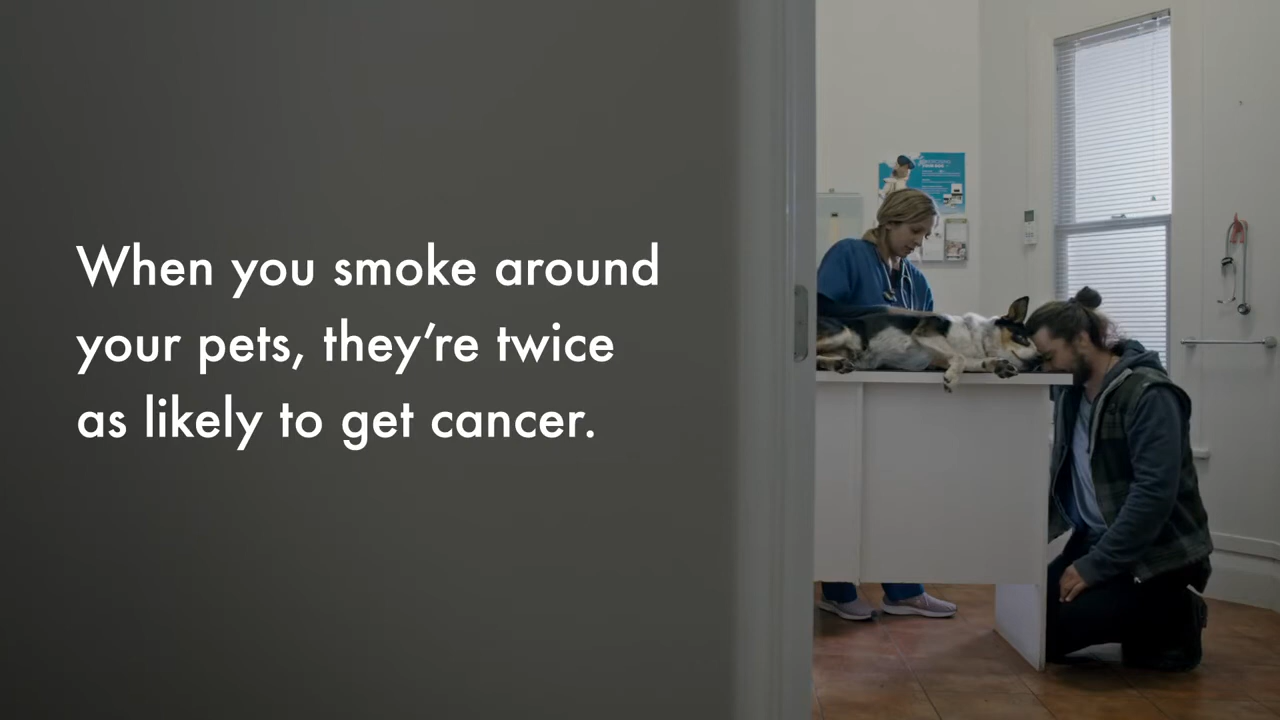 When you smoke around
your pets, they’re twice
as likely to get cancer.